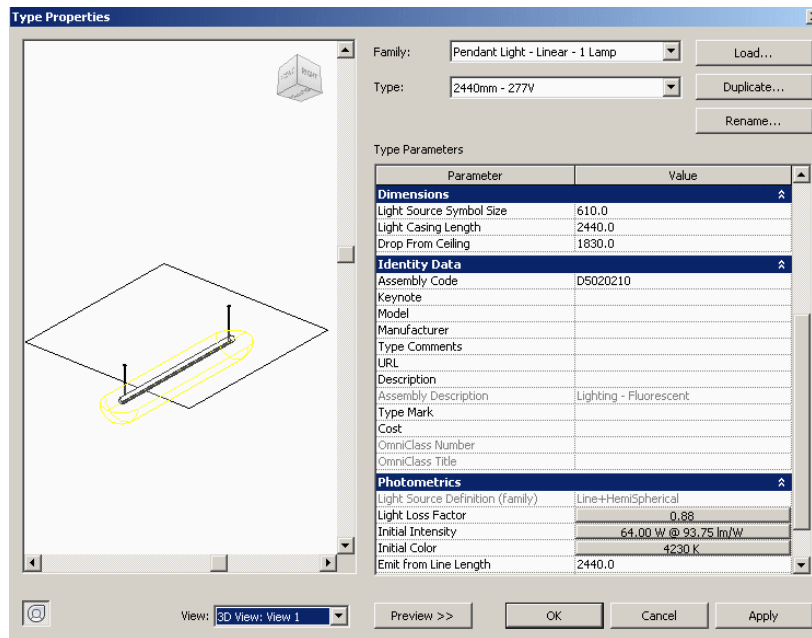 Type Properties
Family: Pendant Light - Linear - 1 Lamp Load...
Type: 2440mm - 277V Duplicate...
Rename...
Type Parameters
Parameter Value
Dimensions
Light Source Symbol Size 610.0
Light Casing Length 2440.0
Drop From Ceiling 1830.0
Identity Data
Assembly Code D5020210
Keynote
Model
Manufacturer
Type Comments
URL
Description
Assembly Description Lighting - Fluorescent
Type Mark
Cost
OmniClass Number
OmniClass Title
Photometrics
Light Source Definition (family) Line+HemiSpherical
Light Loss Factor 0.88
Initial Intensity 64.00 W @ 93.75 lm/W
Initial Color 4230 K
Emit from Line Length 2440.0
View: 3D View: View 1 Preview >> OK Cancel Apply
RIGHT